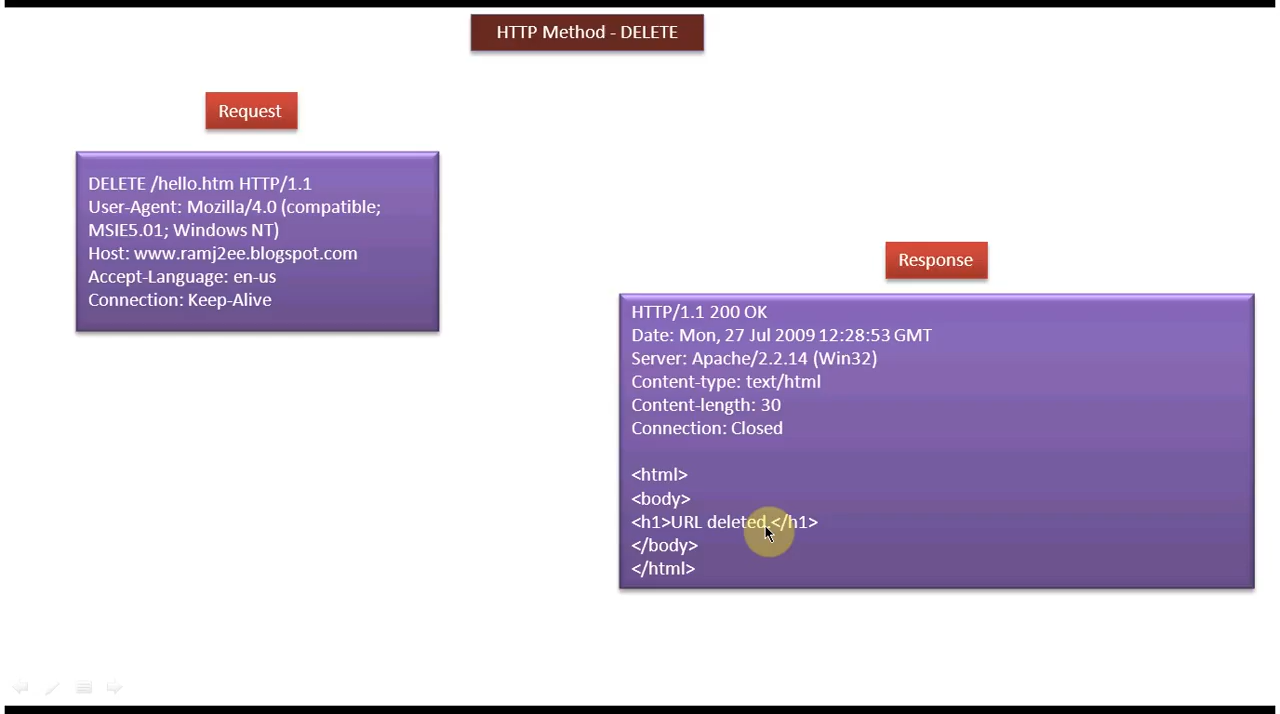 HTTP Method - DELETE
Request
DELETE /hello.htm HTTP/1.1
User-Agent: Mozilla/4.0 (compatible;
MSIE5.01; Windows NT)
Host: www.ramj2ee.blogspot.com
Accept-Language: en-us
Connection: Keep-Alive
Response
HTTP/1.1 200 OK
Date: Mon, 27 Jul 2009 12:28:53 GMT
Server: Apache/2.2.14 (Win32)
Content-type: text/html
Content-length: 30
Connection: Closed
<html>
<body>
<h1>URL deleted.</h1>
</body>
</html>